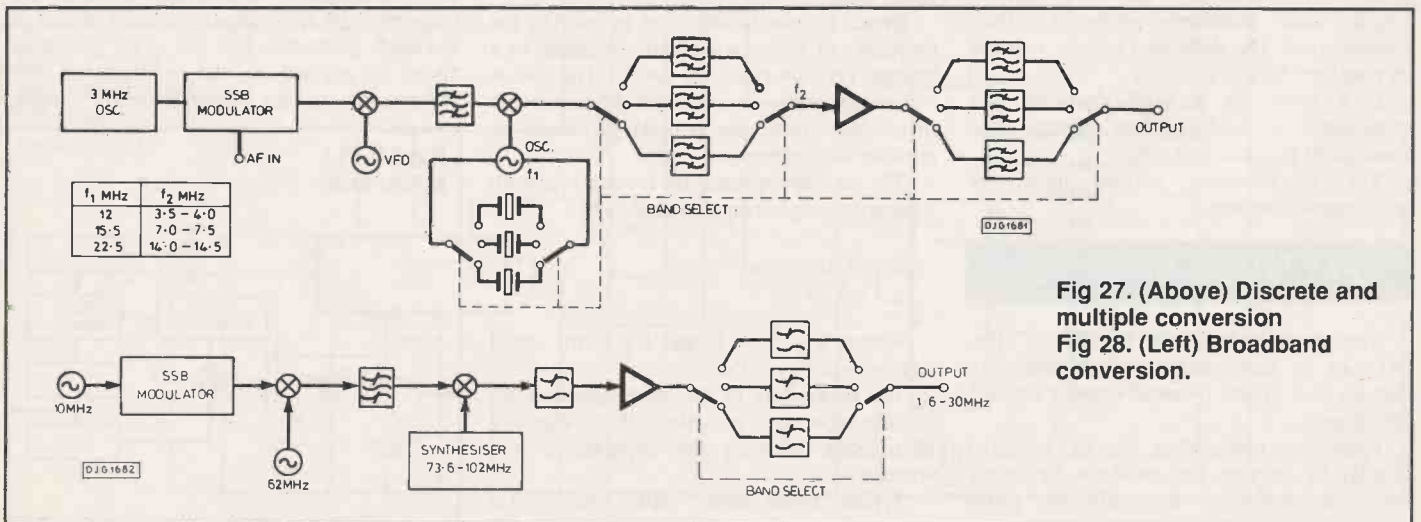 3 MHz
OSC.
SSB
MODULATOR
AF IN
VFO
OSC.
f1
f2
OUTPUT
BAND SELECT
DJG1681
f1 MHz f2 MHz
12 3·5 – 4·0
15·5 7·0 – 7·5
22·5 14·0 – 14·5
Fig 27. (Above) Discrete and
multiple conversion
Fig 28. (Left) Broadband
conversion.
10MHz
SSB
MODULATOR
62MHz
SYNTHESISER
73·6-102MHz
OUTPUT
1·6-30MHz
BAND SELECT
DJG1682